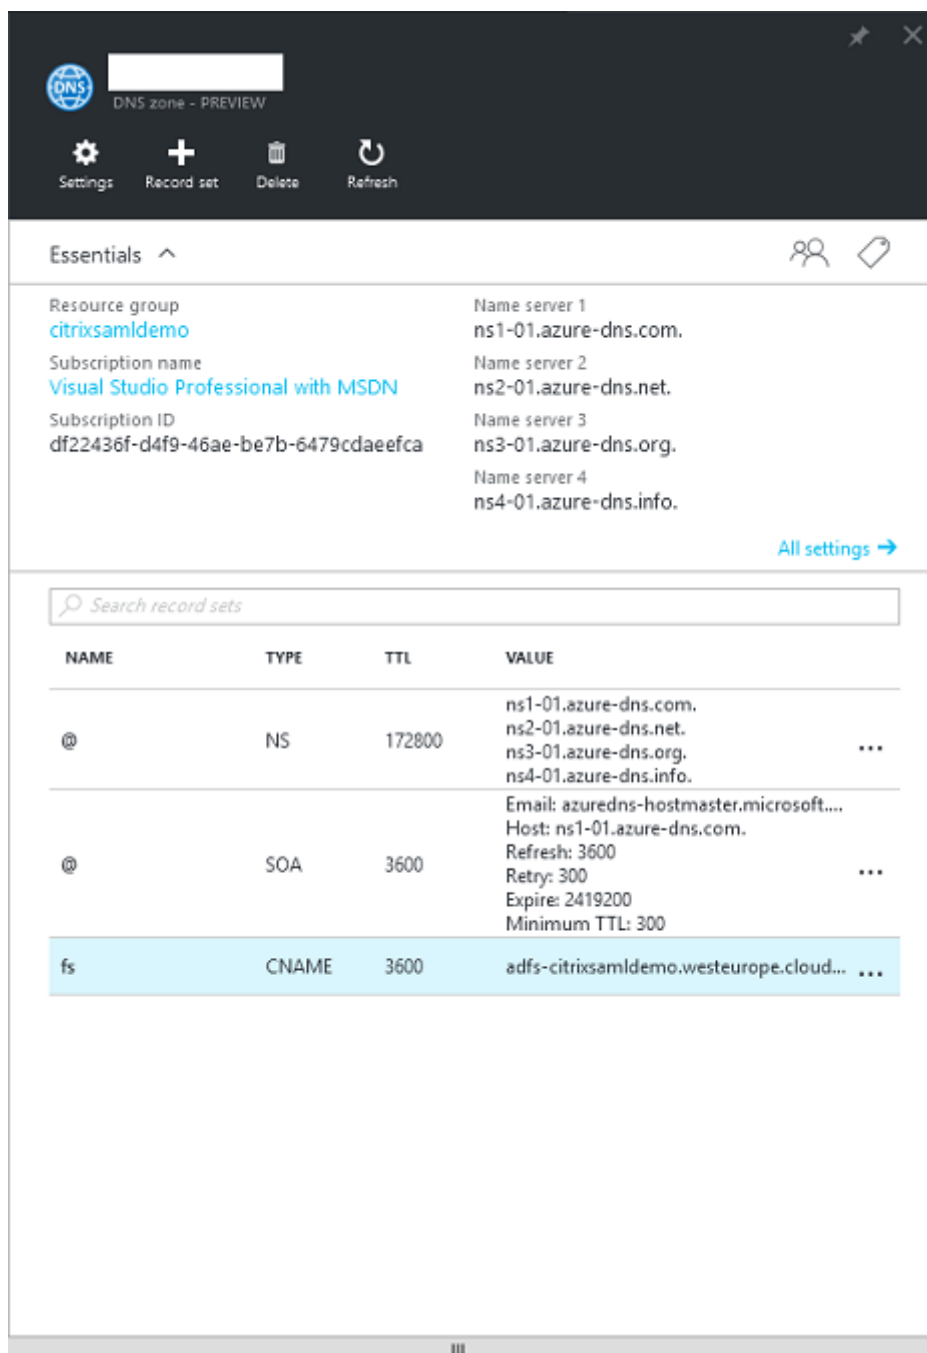 DNS
DNS zone - PREVIEW
Settings
Record set
Delete
Refresh
Essentials
Resource group
citrixsamldemo
Subscription name
Visual Studio Professional with MSDN
Subscription ID
df22436f-d4f9-46ae-be7b-6479cdaeefca
Name server 1
ns1-01.azure-dns.com.
Name server 2
ns2-01.azure-dns.net.
Name server 3
ns3-01.azure-dns.org.
Name server 4
ns4-01.azure-dns.info.
All settings →
Search record sets
NAME TYPE TTL VALUE
@ NS 172800 ns1-01.azure-dns.com.
ns2-01.azure-dns.net.
ns3-01.azure-dns.org.
ns4-01.azure-dns.info.
...
@ SOA 3600 Email: azuredns-hostmaster.microsoft....
Host: ns1-01.azure-dns.com.
Refresh: 3600
Retry: 300
Expire: 2419200
Minimum TTL: 300
...
fs CNAME 3600 adfs-citrixsamldemo.westeurope.cloud... ...